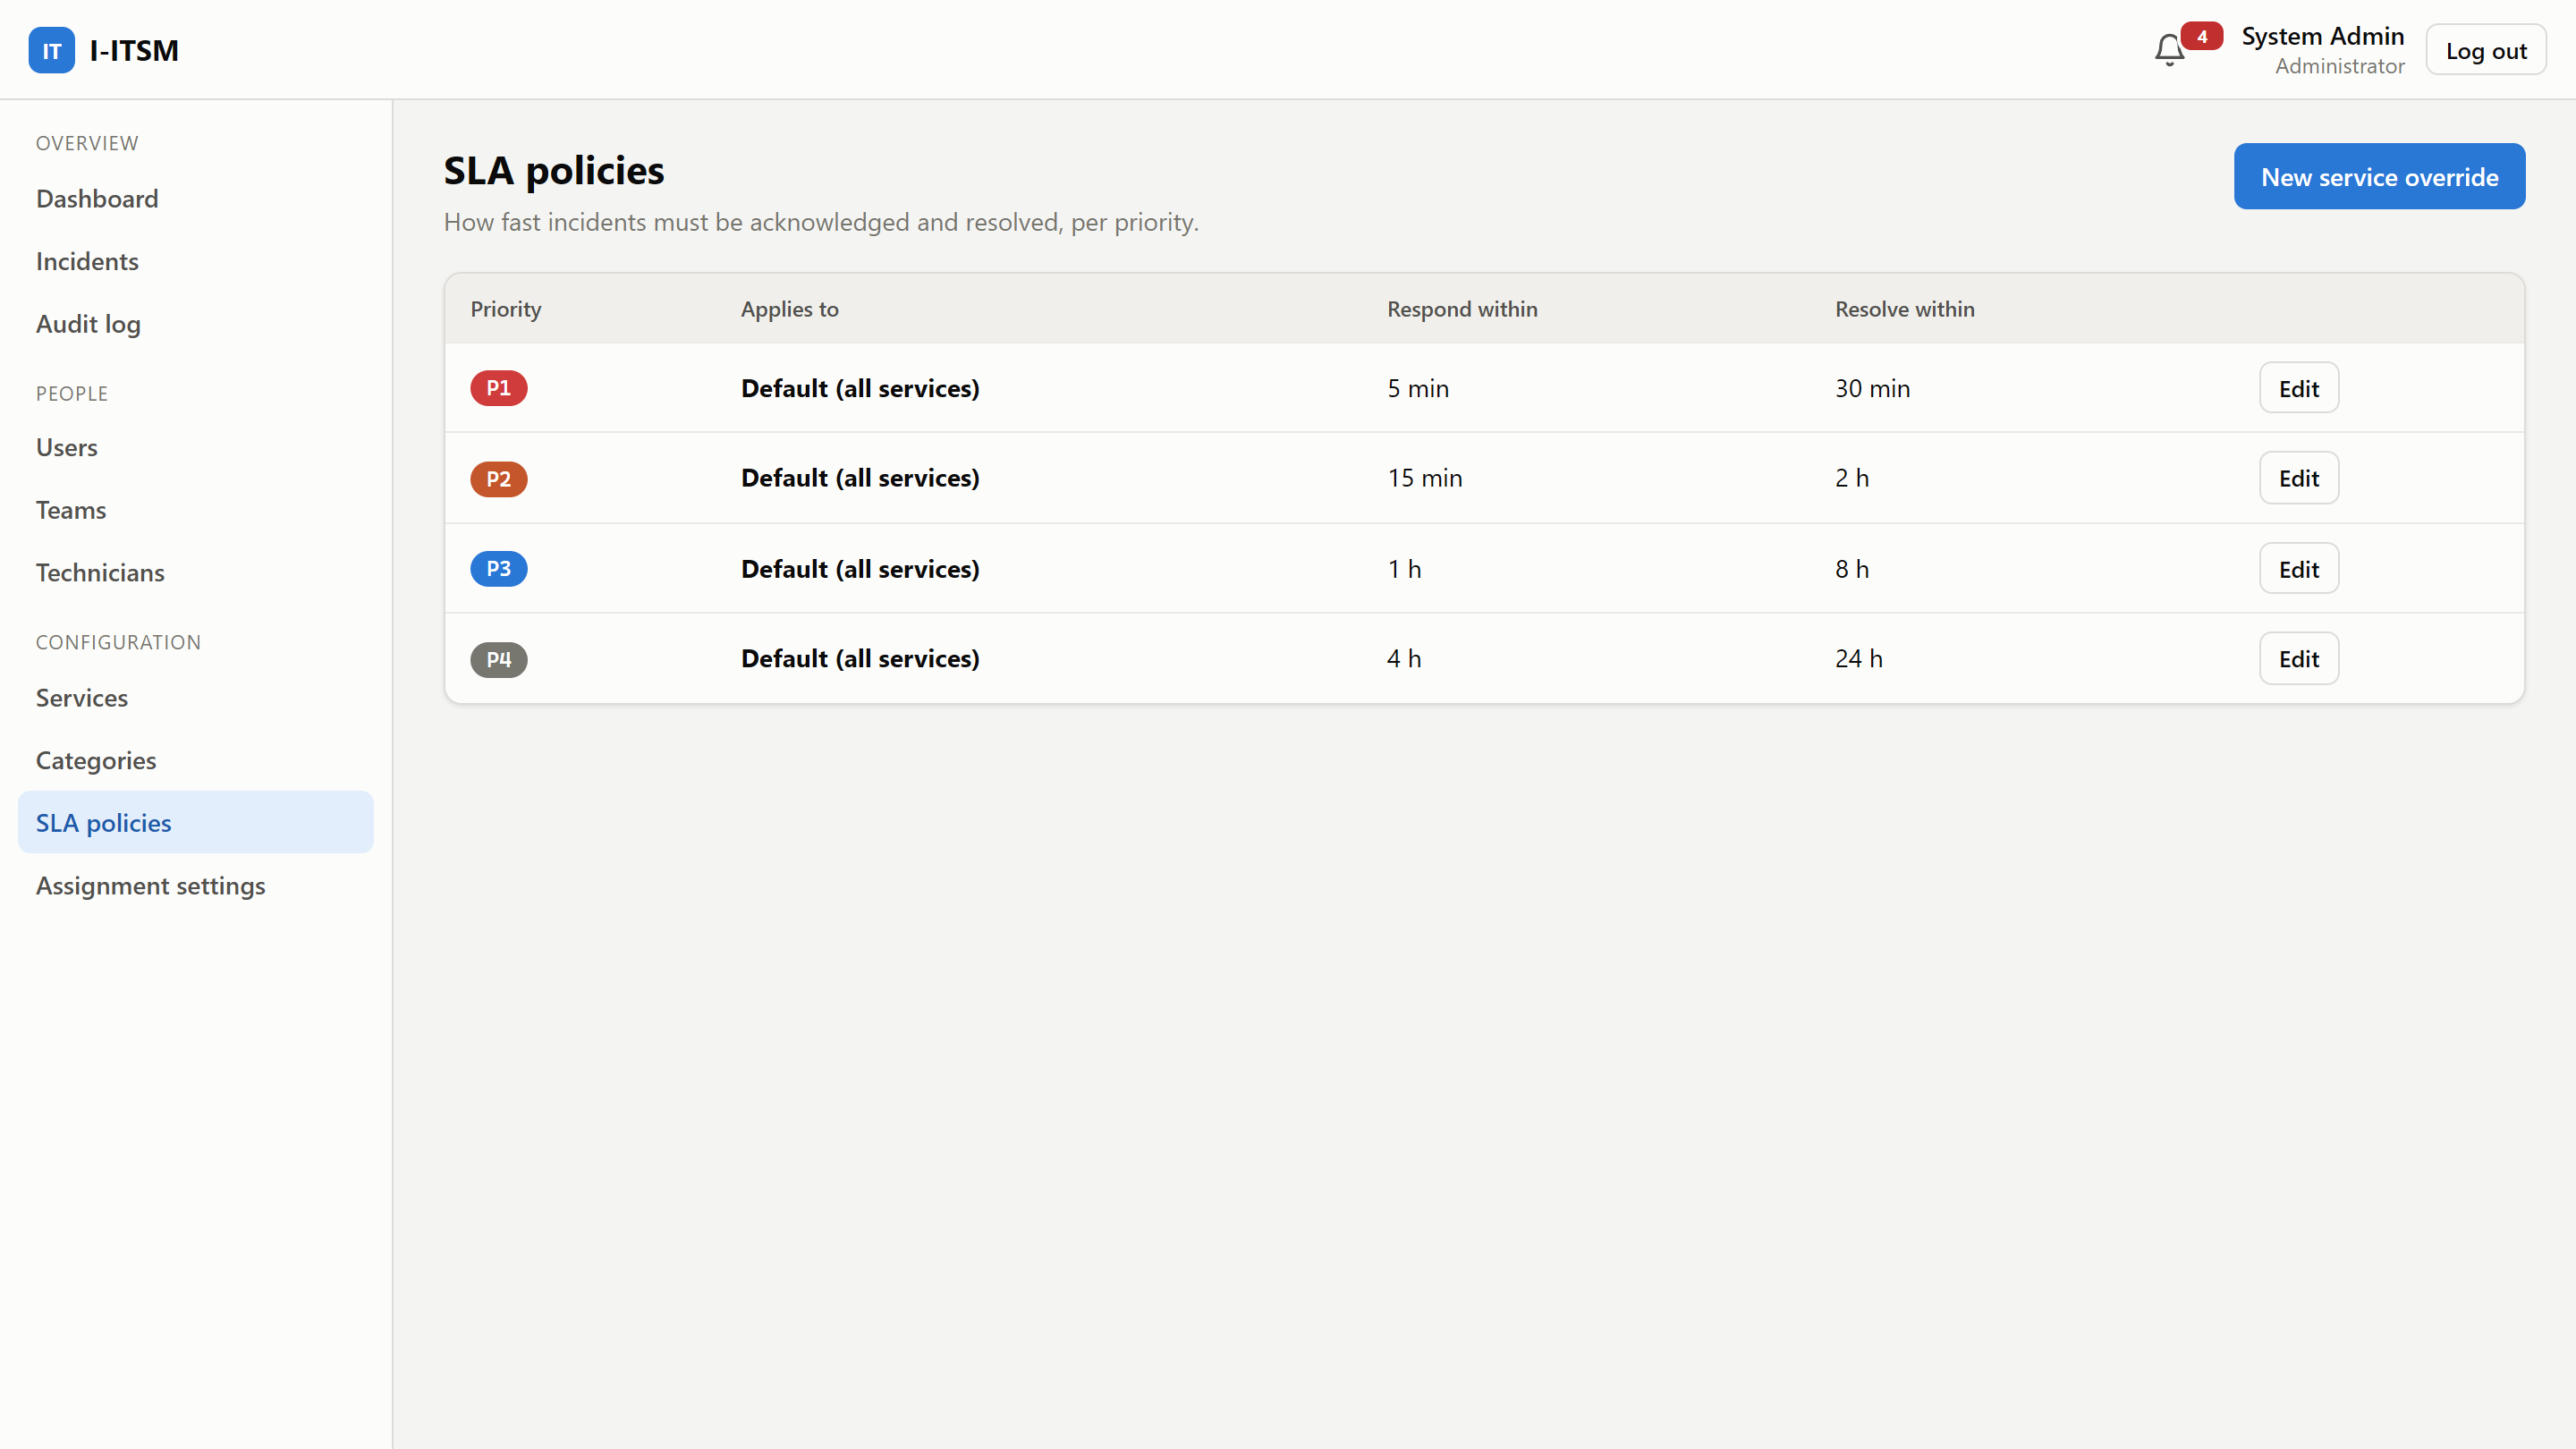 IT I-ITSM
4
System Admin
Administrator
Log out
OVERVIEW
Dashboard
Incidents
Audit log
PEOPLE
Users
Teams
Technicians
CONFIGURATION
Services
Categories
SLA policies
Assignment settings
SLA policies
How fast incidents must be acknowledged and resolved, per priority.
New service override
Priority Applies to Respond within Resolve within
P1 Default (all services) 5 min 30 min Edit
P2 Default (all services) 15 min 2 h Edit
P3 Default (all services) 1 h 8 h Edit
P4 Default (all services) 4 h 24 h Edit